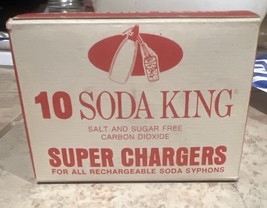 10 SODA KING®
SALT AND SUGAR FREE
CARBON DIOXIDE
SUPER CHARGERS
FOR ALL RECHARGEABLE SODA SYPHONS